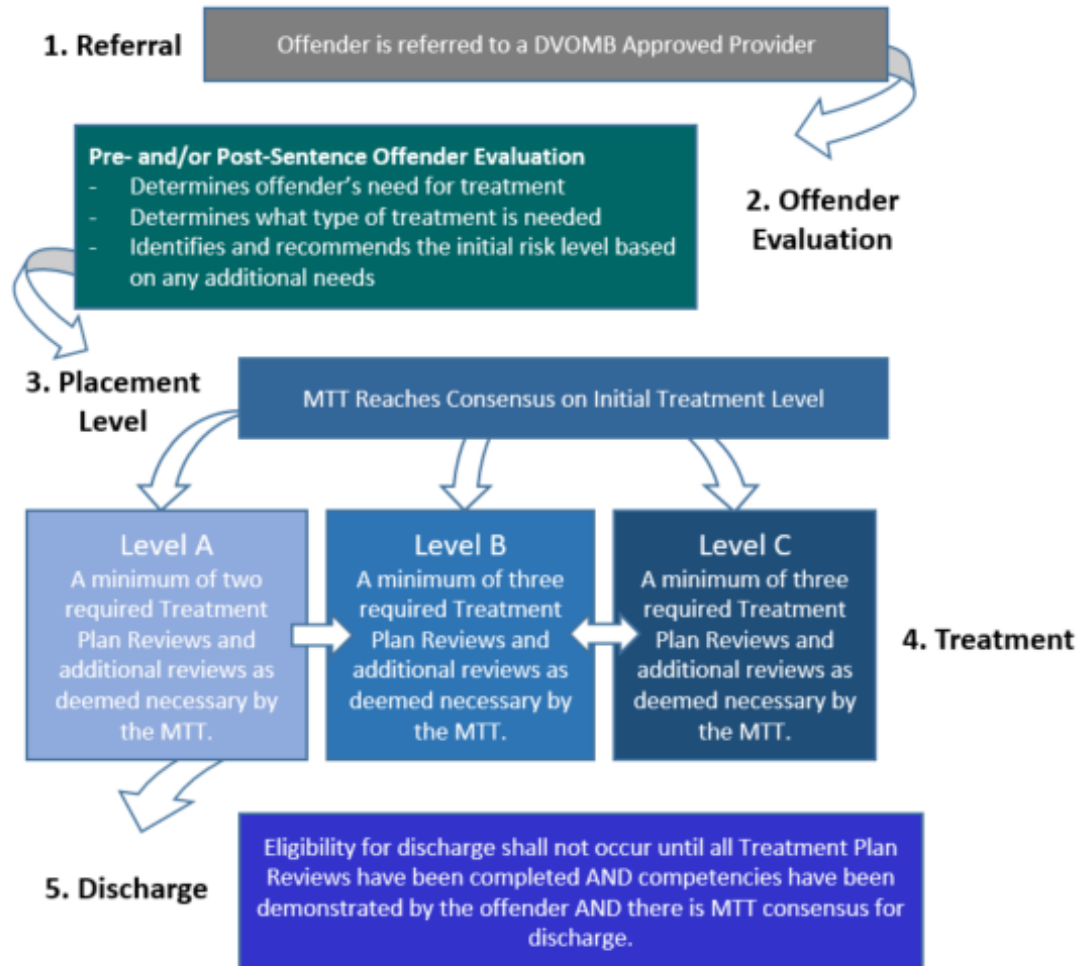 1. Referral
Offender is referred to a DVOMB Approved Provider
Pre- and/or Post-Sentence Offender Evaluation
- Determines offender's need for treatment
- Determines what type of treatment is needed
- Identifies and recommends the initial risk level based
on any additional needs
2. Offender
Evaluation
3. Placement
Level
MTT Reaches Consensus on Initial Treatment Level
Level A
A minimum of two
required Treatment
Plan Reviews and
additional reviews as
deemed necessary by
the MTT.
Level B
A minimum of three
required Treatment
Plan Reviews and
additional reviews as
deemed necessary by
the MTT.
Level C
A minimum of three
required Treatment
Plan Reviews and
additional reviews as
deemed necessary by
the MTT.
4. Treatment
5. Discharge
Eligibility for discharge shall not occur until all Treatment Plan
Reviews have been completed AND competencies have been
demonstrated by the offender AND there is MTT consensus for
discharge.